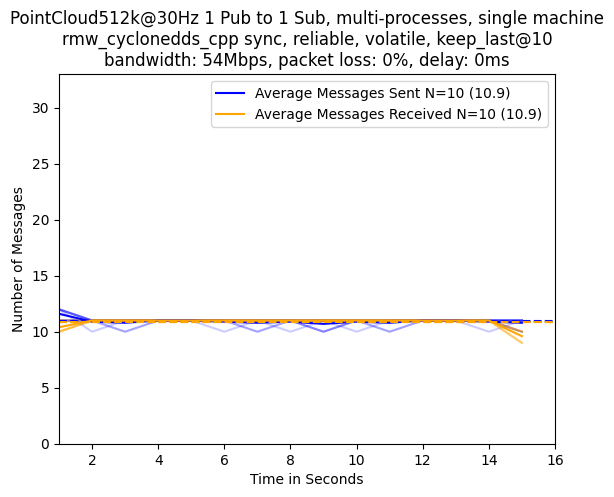 PointCloud512k@30Hz 1 Pub to 1 Sub, multi-processes, single machine
rmw_cyclonedds_cpp sync, reliable, volatile, keep_last@10
bandwidth: 54Mbps, packet loss: 0%, delay: 0ms
Average Messages Sent N=10 (10.9)
Average Messages Received N=10 (10.9)
Number of Messages
30
25
20
15
10
5
0
2 4 6 8 10 12 14 16
Time in Seconds